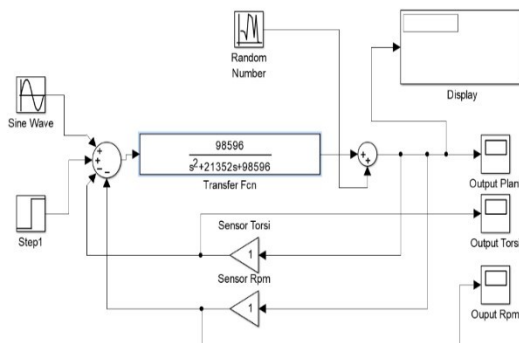 Random
Number
Display
Sine Wave
98596
s2+21352s+98596
Transfer Fcn
Output Plan
Step1
Sensor Torsi
1
Output Torsi
Sensor Rpm
1
Ouput Rpm